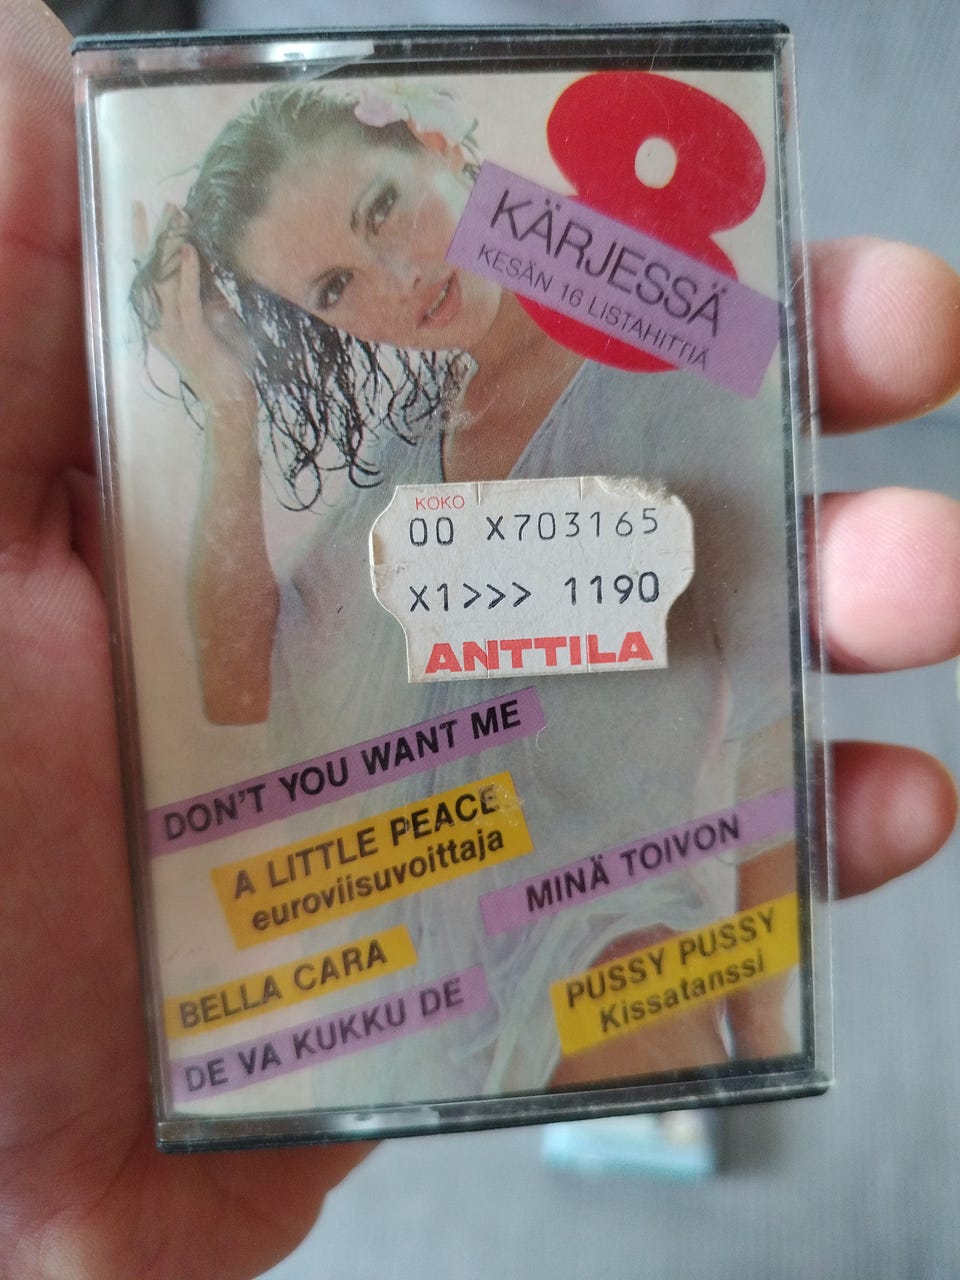 8
KÄRJESSÄ
KESÄN 16 LISTAHITTIÄ
KOKO
00 X703165
X1>>> 1190
ANTTILA
DON'T YOU WANT ME
A LITTLE PEACE
euroviisuvoittaja
MINÄ TOIVON
BELLA CARA
PUSSY PUSSY
Kissatanssi
DE VA KUKKU DE